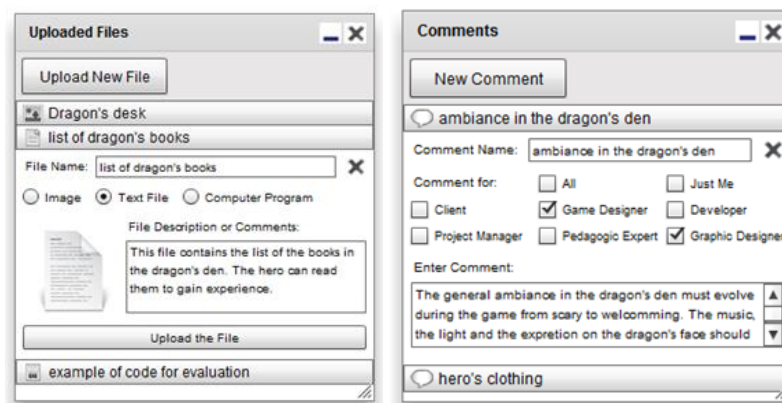 Uploaded Files
Upload New File
Dragon's desk
list of dragon's books
File Name: list of dragon's books
Image Text File Computer Program
File Description or Comments:
This file contains the list of the books in
the dragon's den. The hero can read
them to gain experience.
Upload the File
example of code for evaluation
Comments
New Comment
ambiance in the dragon's den
Comment Name: ambiance in the dragon's den
Comment for: All Just Me
Client Game Designer Developer
Project Manager Pedagogic Expert Graphic Designer
Enter Comment:
The general ambiance in the dragon's den must evolve
during the game from scary to welcomming. The music,
the light and the expretion on the dragon's face should
hero's clothing